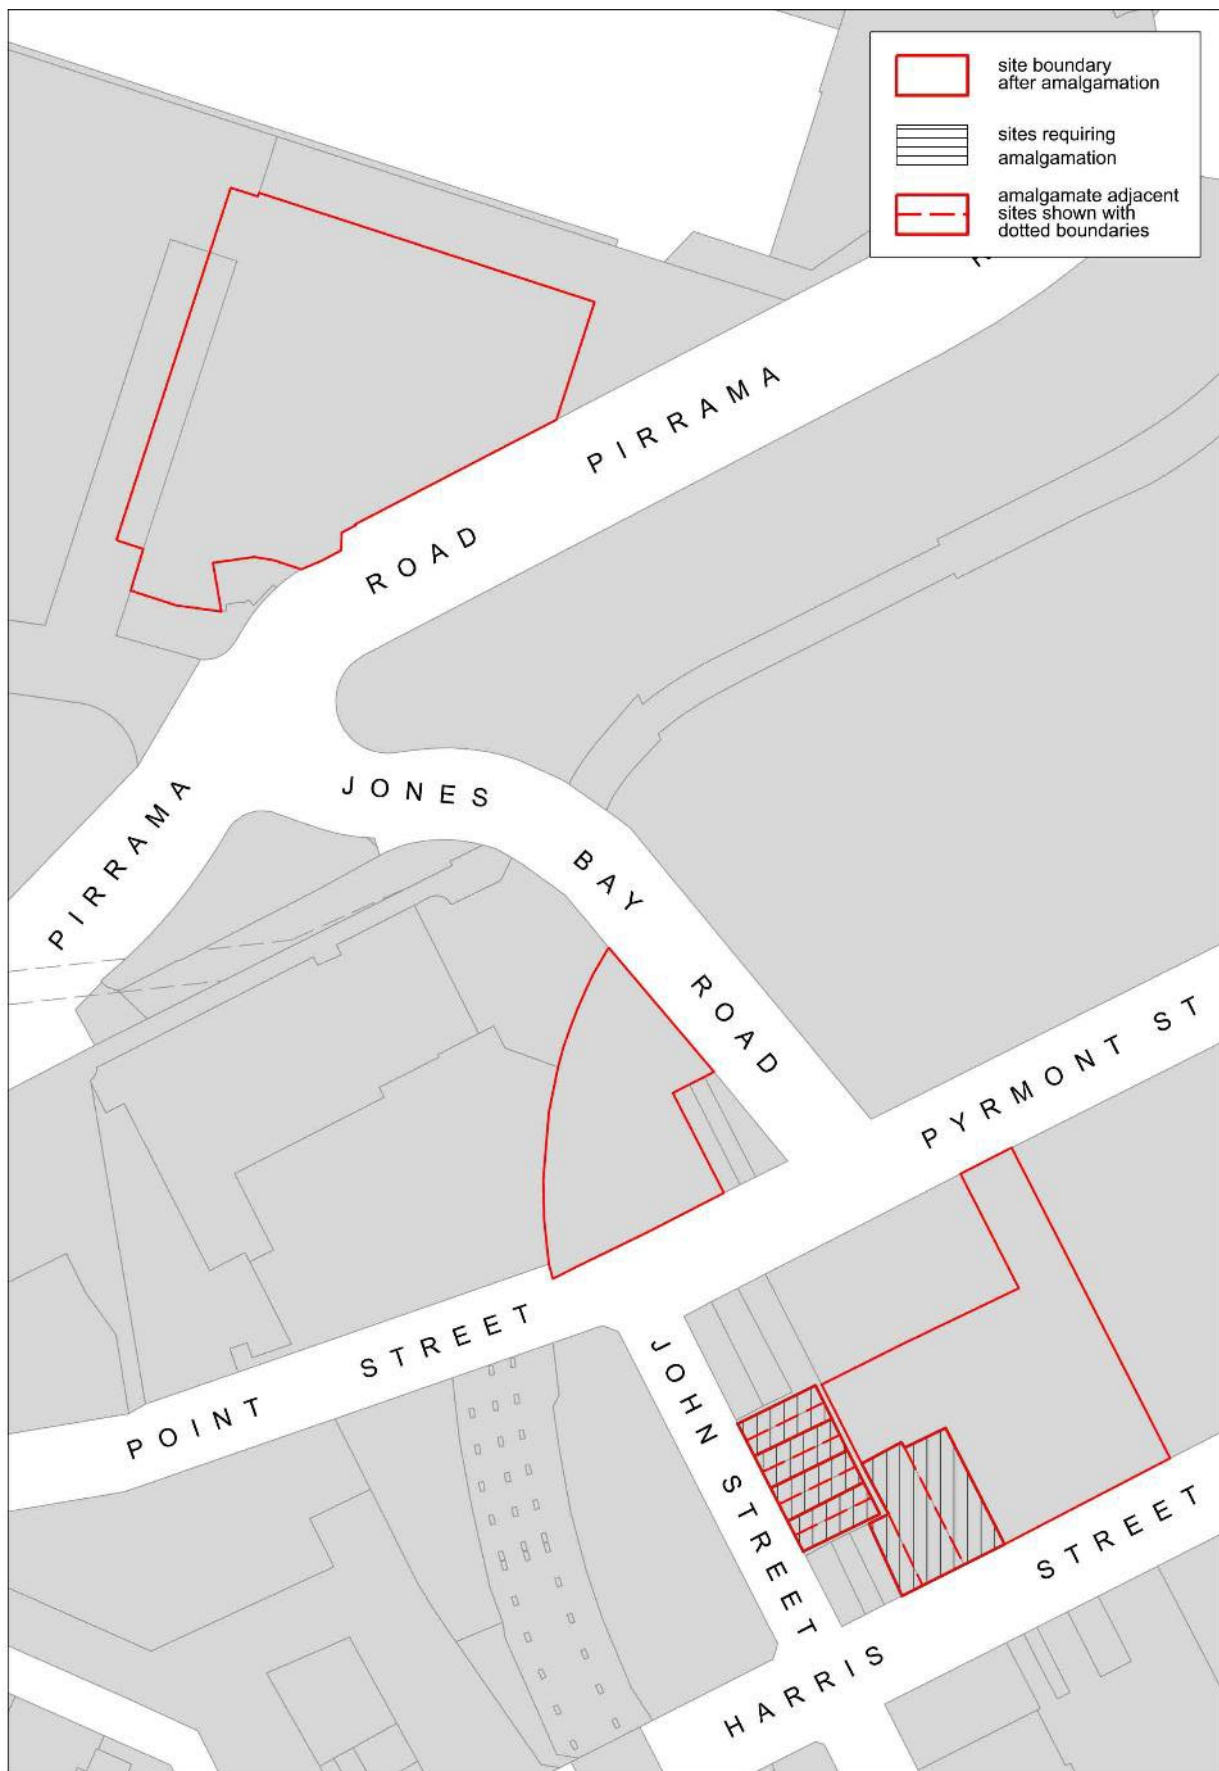 site boundary
after amalgamation
sites requiring
amalgamation
amalgamate adjacent
sites shown with
dotted boundaries
PIRRAMA
ROAD
JONES
PIRRAMA
BAY
ROAD
PYRMONT ST
POINT STREET
JOHN STREET
HARRIS STREET